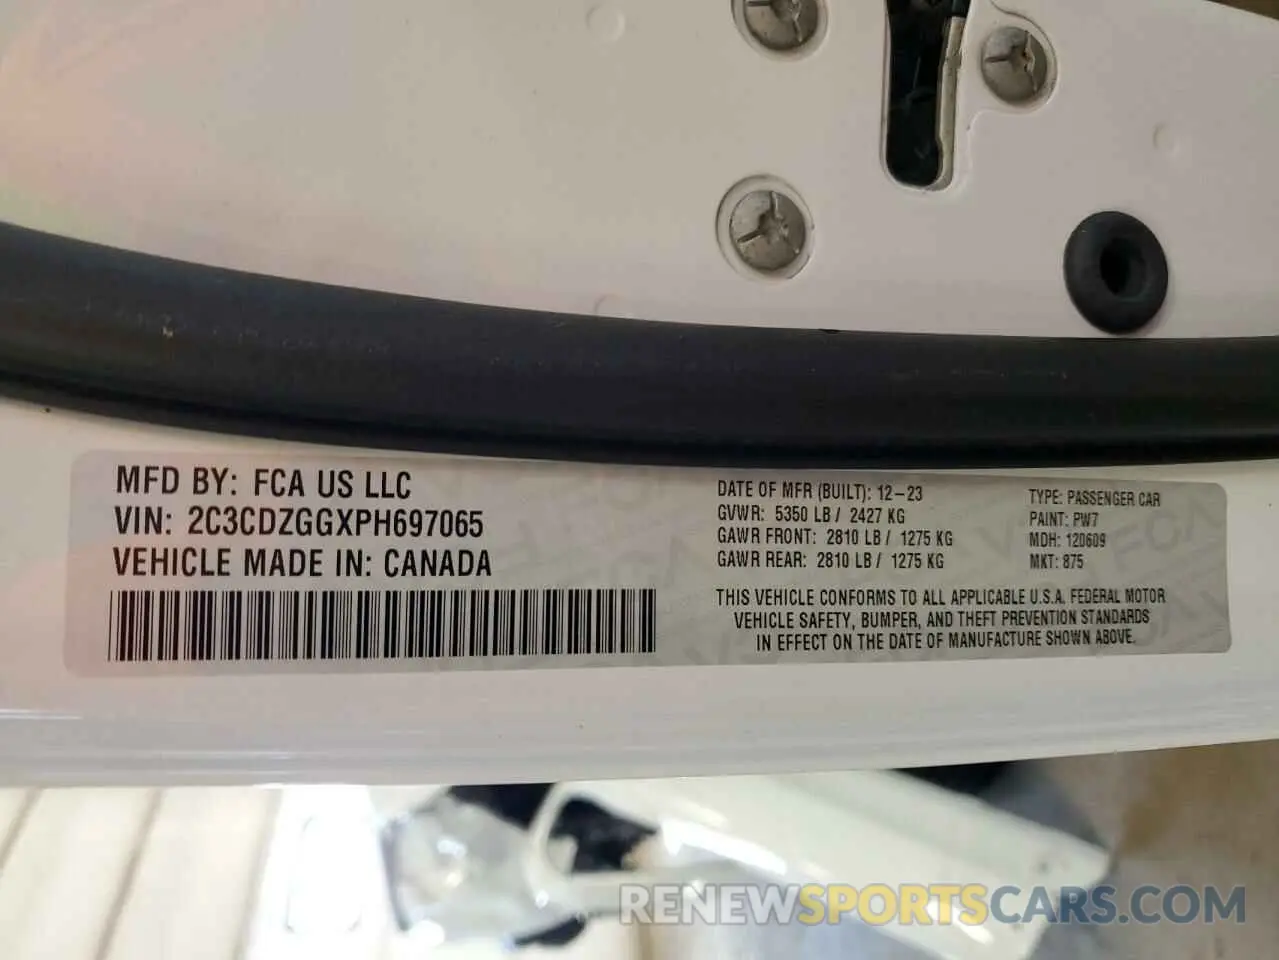 MFD BY: FCA US LLC
VIN: 2C3CDZGGXPH697065
VEHICLE MADE IN: CANADA
DATE OF MFR (BUILT): 12-23
GVWR: 5350 LB / 2427 KG
GAWR FRONT: 2810 LB / 1275 KG
GAWR REAR: 2810 LB / 1275 KG
TYPE: PASSENGER CAR
PAINT: PW7
MDH: 120609
MKT: 875
THIS VEHICLE CONFORMS TO ALL APPLICABLE U.S.A. FEDERAL MOTOR
VEHICLE SAFETY, BUMPER, AND THEFT PREVENTION STANDARDS
IN EFFECT ON THE DATE OF MANUFACTURE SHOWN ABOVE.
RENEWSPORTSCARS.COM